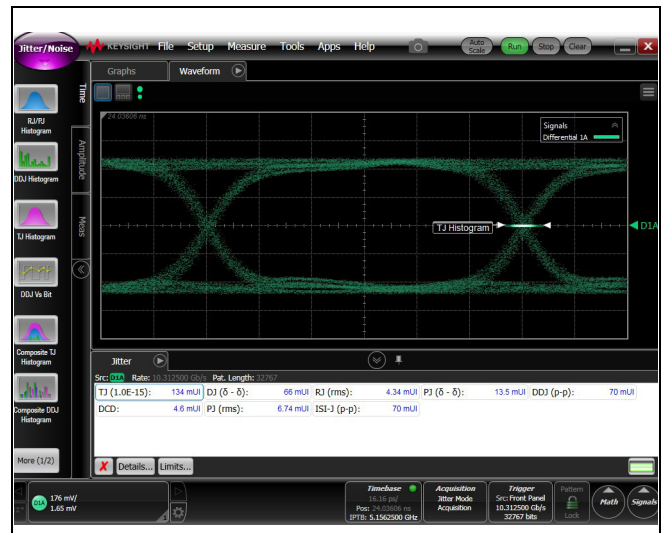 Jitter/Noise
KEYSIGHT File Setup Measure Tools Apps Help Auto Scale Run Stop Clear
Graphs Waveform
Time
Amplitude
Meas
RJ/PJ
Histogram
DDJ Histogram
TJ Histogram
DDJ Vs Bit
Composite TJ
Histogram
Composite DDJ
Histogram
More (1/2)
24.03606 ns
Signals
Differential 1A
TJ Histogram
D1A
Jitter
Src: D1A Rate: 10.312500 Gb/s Pat. Length: 32767
TJ (1.0E-15): 134 mUI DJ (δ - δ): 66 mUI RJ (rms): 4.34 mUI PJ (δ - δ): 13.5 mUI DDJ (p-p): 70 mUI
DCD: 4.6 mUI PJ (rms): 6.74 mUI ISI-J (p-p): 70 mUI
Details... Limits...
D1A 176 mV/
1.65 mV
Timebase
16.16 ps/
Pos: 24.03606 ns
IPTB: 5.1562500 GHz
Acquisition
Jitter Mode
Acquisition
Trigger
Src: Front Panel
10.312500 Gb/s
32767 bits
Pattern
Lock
Math
Signals